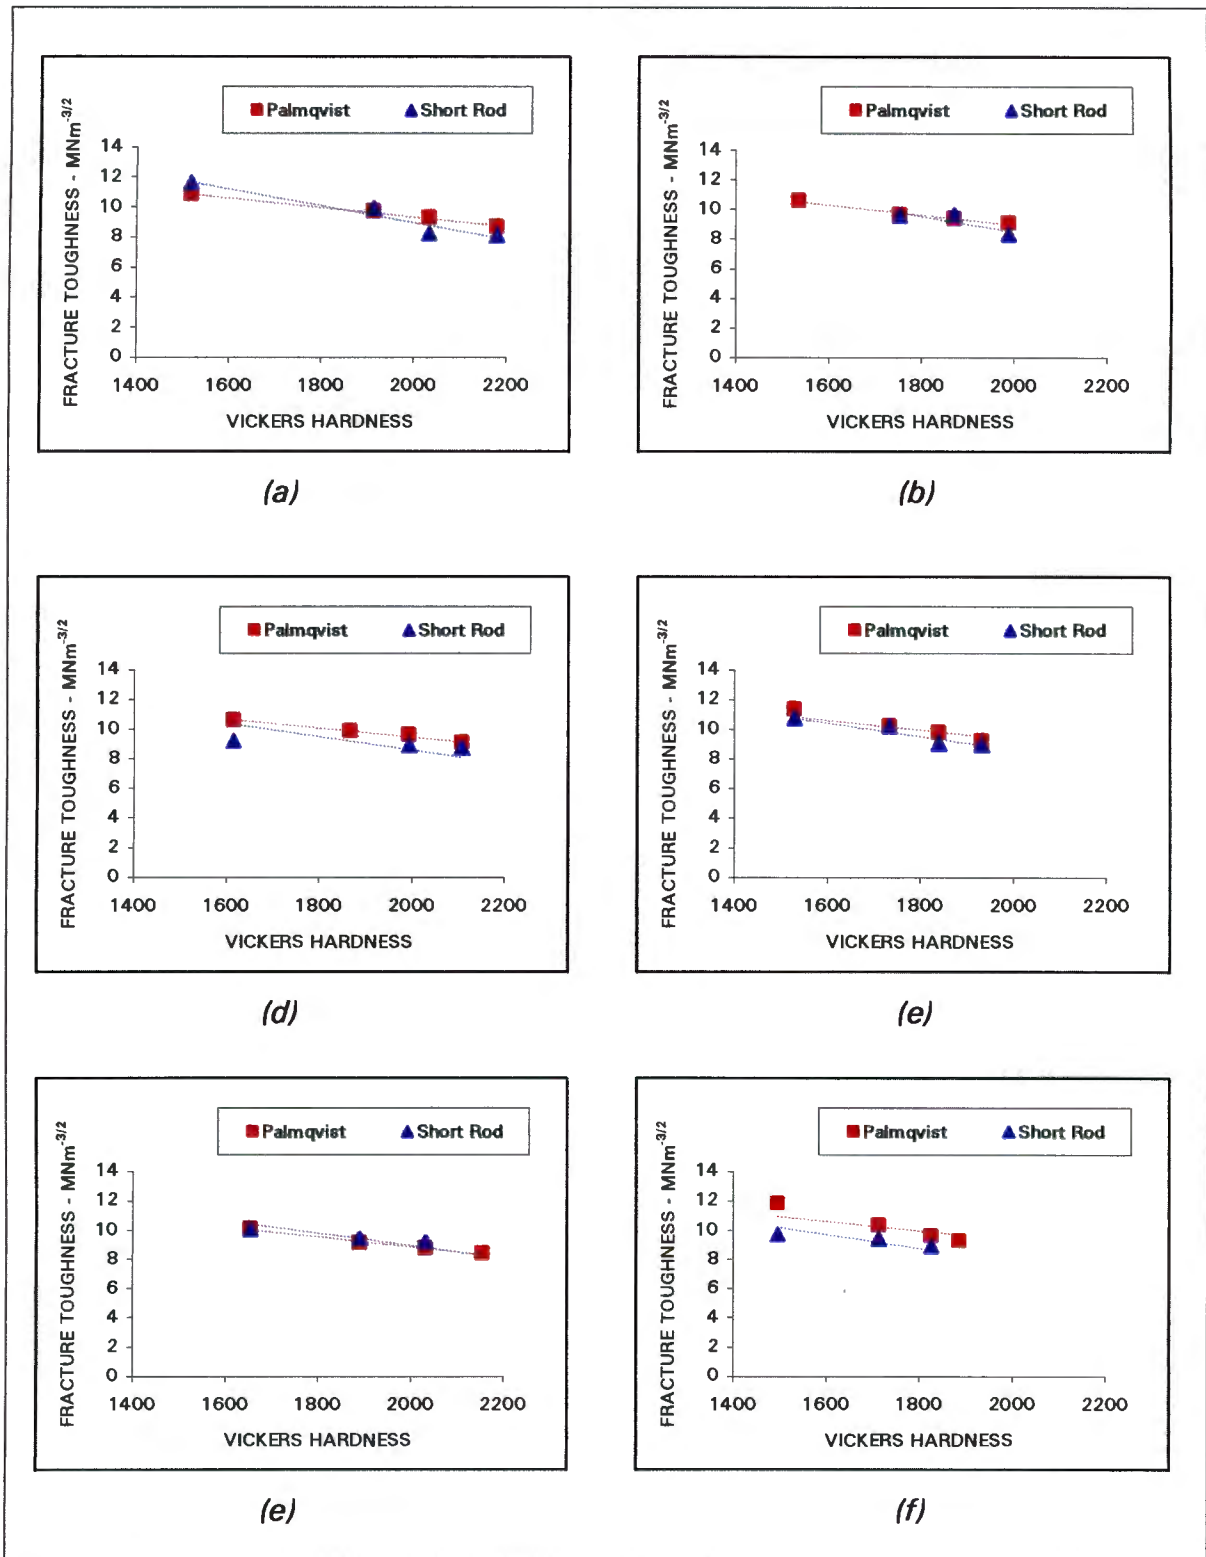 Palmqvist Short Rod
FRACTURE TOUGHNESS - MNm-3/2
14
12
10
8
6
4
2
0
1400 1600 1800 2000 2200
VICKERS HARDNESS
(a)
Palmqvist Short Rod
FRACTURE TOUGHNESS - MNm-3/2
14
12
10
8
6
4
2
0
1400 1600 1800 2000 2200
VICKERS HARDNESS
(b)
Palmqvist Short Rod
FRACTURE TOUGHNESS - MNm-3/2
14
12
10
8
6
4
2
0
1400 1600 1800 2000 2200
VICKERS HARDNESS
(d)
Palmqvist Short Rod
FRACTURE TOUGHNESS - MNm-3/2
14
12
10
8
6
4
2
0
1400 1600 1800 2000 2200
VICKERS HARDNESS
(e)
Palmqvist Short Rod
FRACTURE TOUGHNESS - MNm-3/2
14
12
10
8
6
4
2
0
1400 1600 1800 2000 2200
VICKERS HARDNESS
(e)
Palmqvist Short Rod
FRACTURE TOUGHNESS - MNm-3/2
14
12
10
8
6
4
2
0
1400 1600 1800 2000 2200
VICKERS HARDNESS
(f)